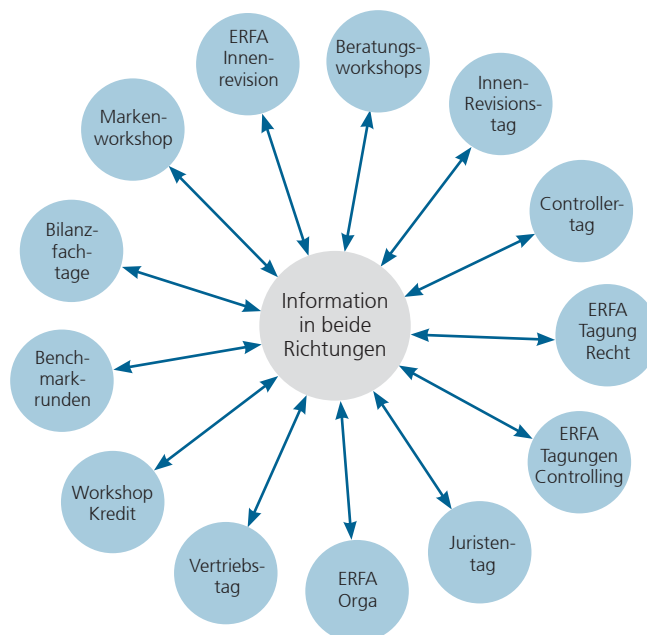 ERFA
Innen-
revision
Beratungs-
workshops
Innen-
Revisions-
tag
Controller-
tag
ERFA
Tagung
Recht
ERFA
Tagungen
Controlling
Juristen-
tag
ERFA
Orga
Vertriebs-
tag
Workshop
Kredit
Bench-
mark-
runden
Bilanz-
fach-
tage
Marken-
workshop
Information
in beide
Richtungen